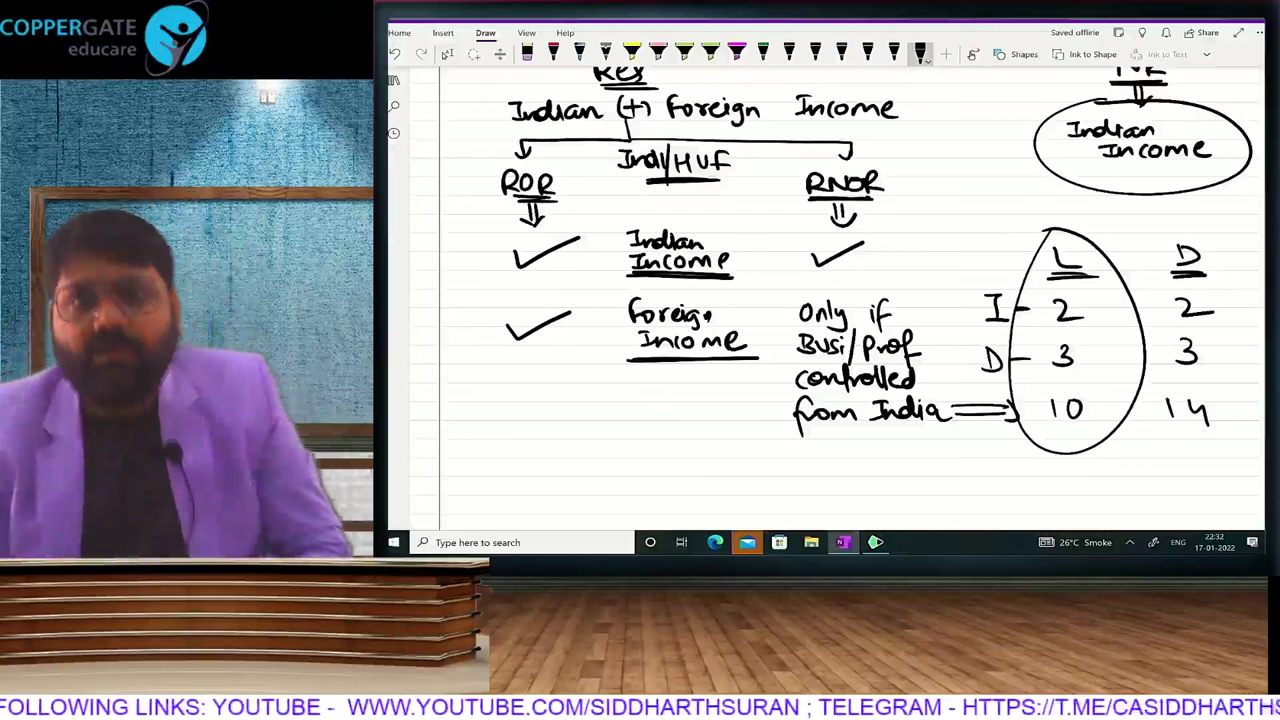 COPPERGATE
educare
Home Insert Draw View Help
Saved offline
Share
Shapes
Ink to Shape
Ink to Text
Res
NR
Indian (+) Foreign Income
Indi/HUF
ROR
RNOR
Indian
Income
Indian
Income
Foreign
Income
Only if
Busi/Prof
controlled
from India
L D
I 2 2
D 3 3
10 14
Type here to search
26°C Smoke
ENG
22:32
17-01-2022
FOLLOWING LINKS: YOUTUBE - WWW.YOUTUBE.COM/SIDDHARTHSURAN ; TELEGRAM - HTTPS://T.ME/CASIDDHARTHS